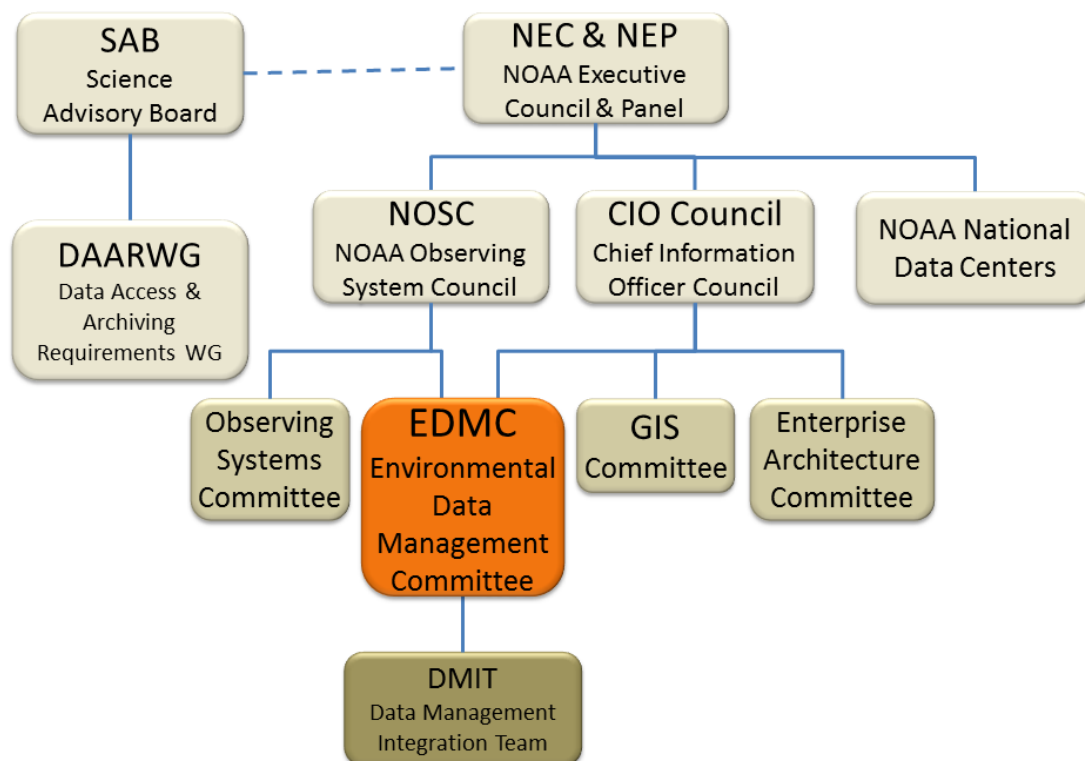 SAB
Science
Advisory Board
NEC & NEP
NOAA Executive
Council & Panel
DAARWG
Data Access &
Archiving
Requirements WG
NOSC
NOAA Observing
System Council
CIO Council
Chief Information
Officer Council
NOAA National
Data Centers
Observing
Systems
Committee
EDMC
Environmental
Data
Management
Committee
GIS
Committee
Enterprise
Architecture
Committee
DMIT
Data Management
Integration Team